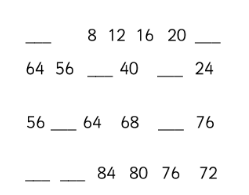 ___ 8 12 16 20 ___
64 56 ___ 40 ___ 24
56 ___ 64 68 ___ 76
___ ___ 84 80 76 72